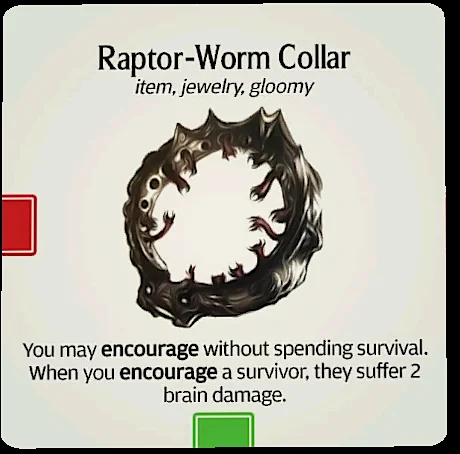 Raptor-Worm Collar
item, jewelry, gloomy
You may encourage without spending survival.
When you encourage a survivor, they suffer 2
brain damage.